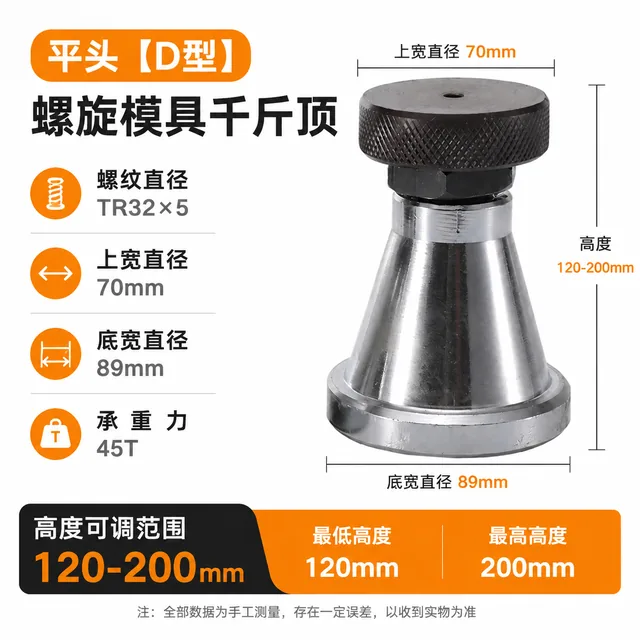 平头【D型】
螺旋模具千斤顶
螺纹直径
TR32×5
上宽直径
70mm
底宽直径
89mm
承重力
T
45T
上宽直径 70mm
高度
120-200mm
底宽直径 89mm
高度可调范围
120-200mm
最低高度
120mm
最高高度
200mm
注：全部数据为手工测量，存在一定误差，以收到实物为准